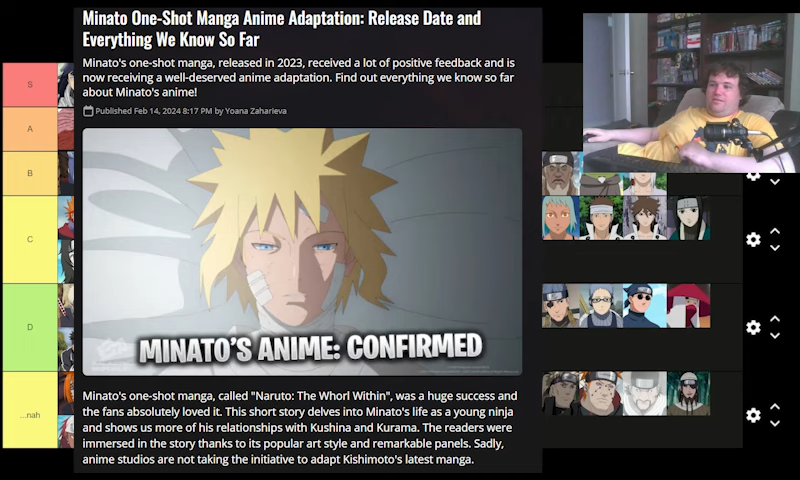 Minato One-Shot Manga Anime Adaptation: Release Date and
Everything We Know So Far
Minato's one-shot manga, released in 2023, received a lot of positive feedback and is
now receiving a well-deserved anime adaptation. Find out everything we know so far
about Minato's anime!
Published Feb 14, 2024 8:17 PM by Yoana Zaharieva
S
A
B
C
D
...nah
MINATO'S ANIME: CONFIRMED
Minato's one-shot manga, called "Naruto: The Whorl Within", was a huge success and
the fans absolutely loved it. This short story delves into Minato's life as a young ninja
and shows us more of his relationships with Kushina and Kurama. The readers were
immersed in the story thanks to its popular art style and remarkable panels. Sadly,
anime studios are not taking the initiative to adapt Kishimoto's latest manga.